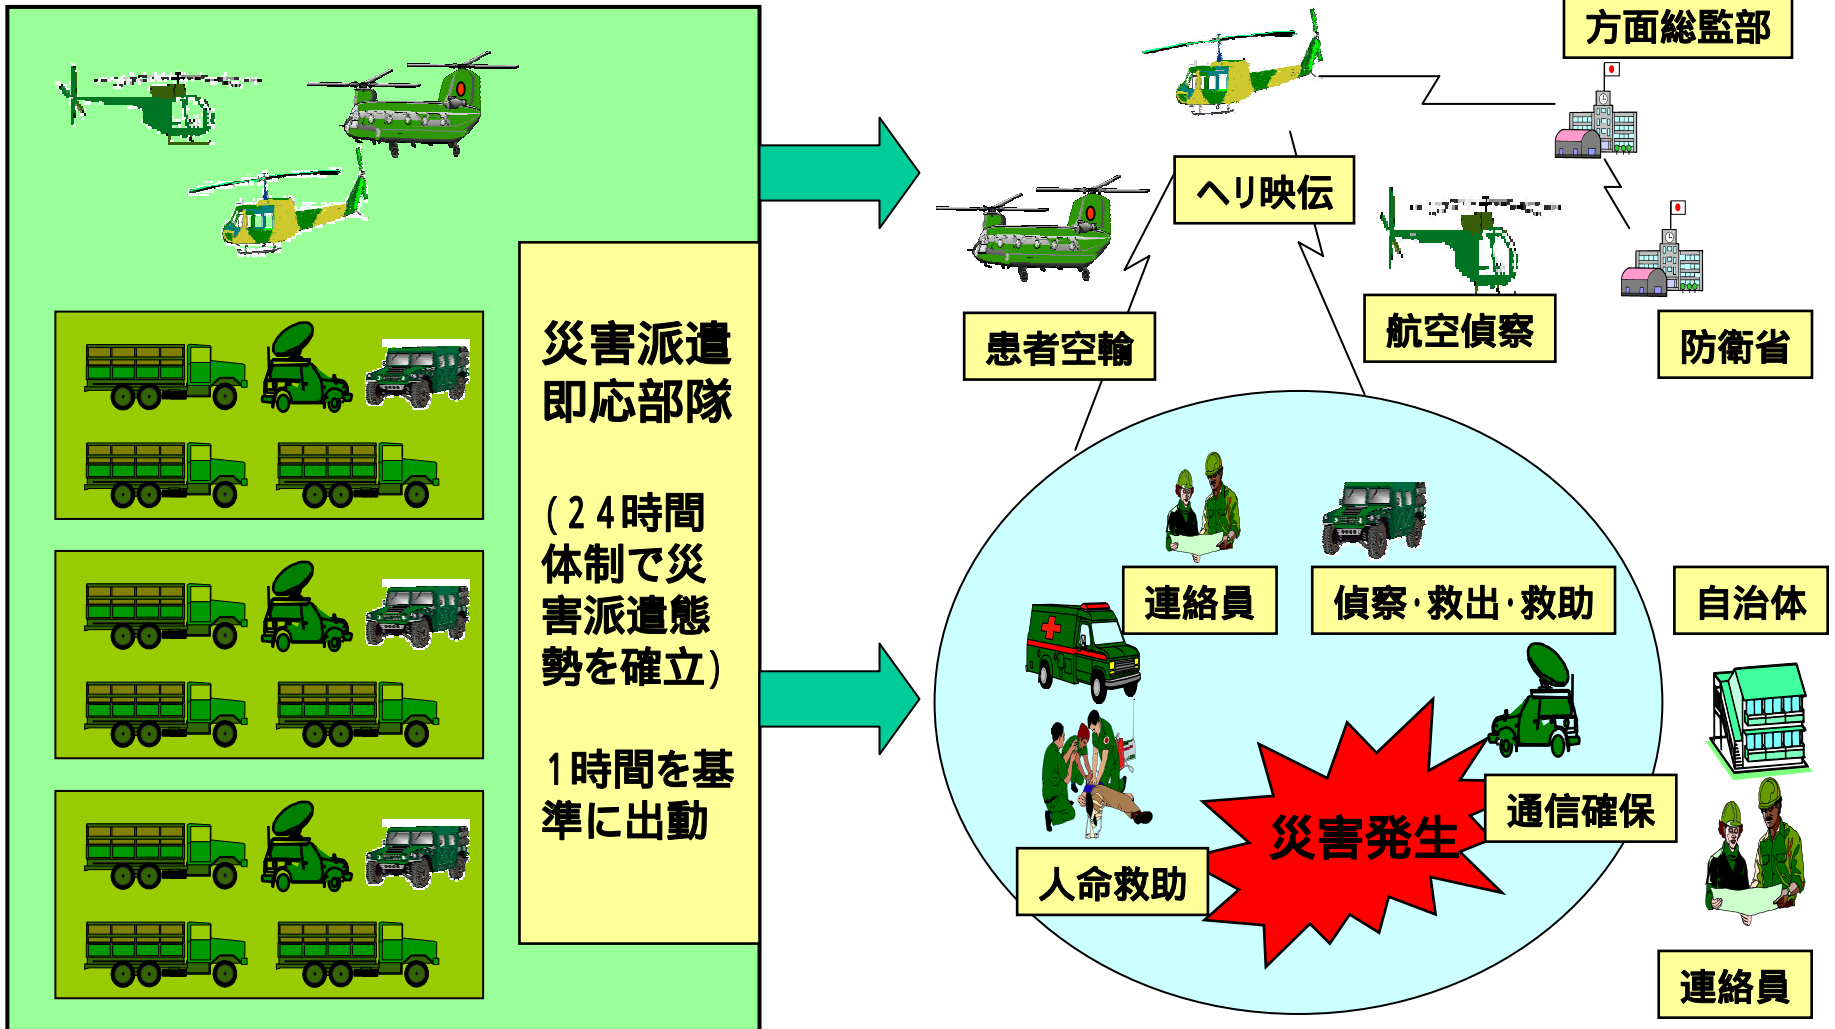 災害派遣
即応部隊
(24時間
体制で災
害派遣態
勢を確立)
1時間を基
準に出動
方面総監部
ヘリ映伝
患者空輸
航空偵察
防衛省
連絡員
偵察・救出・救助
自治体
通信確保
災害発生
人命救助
連絡員